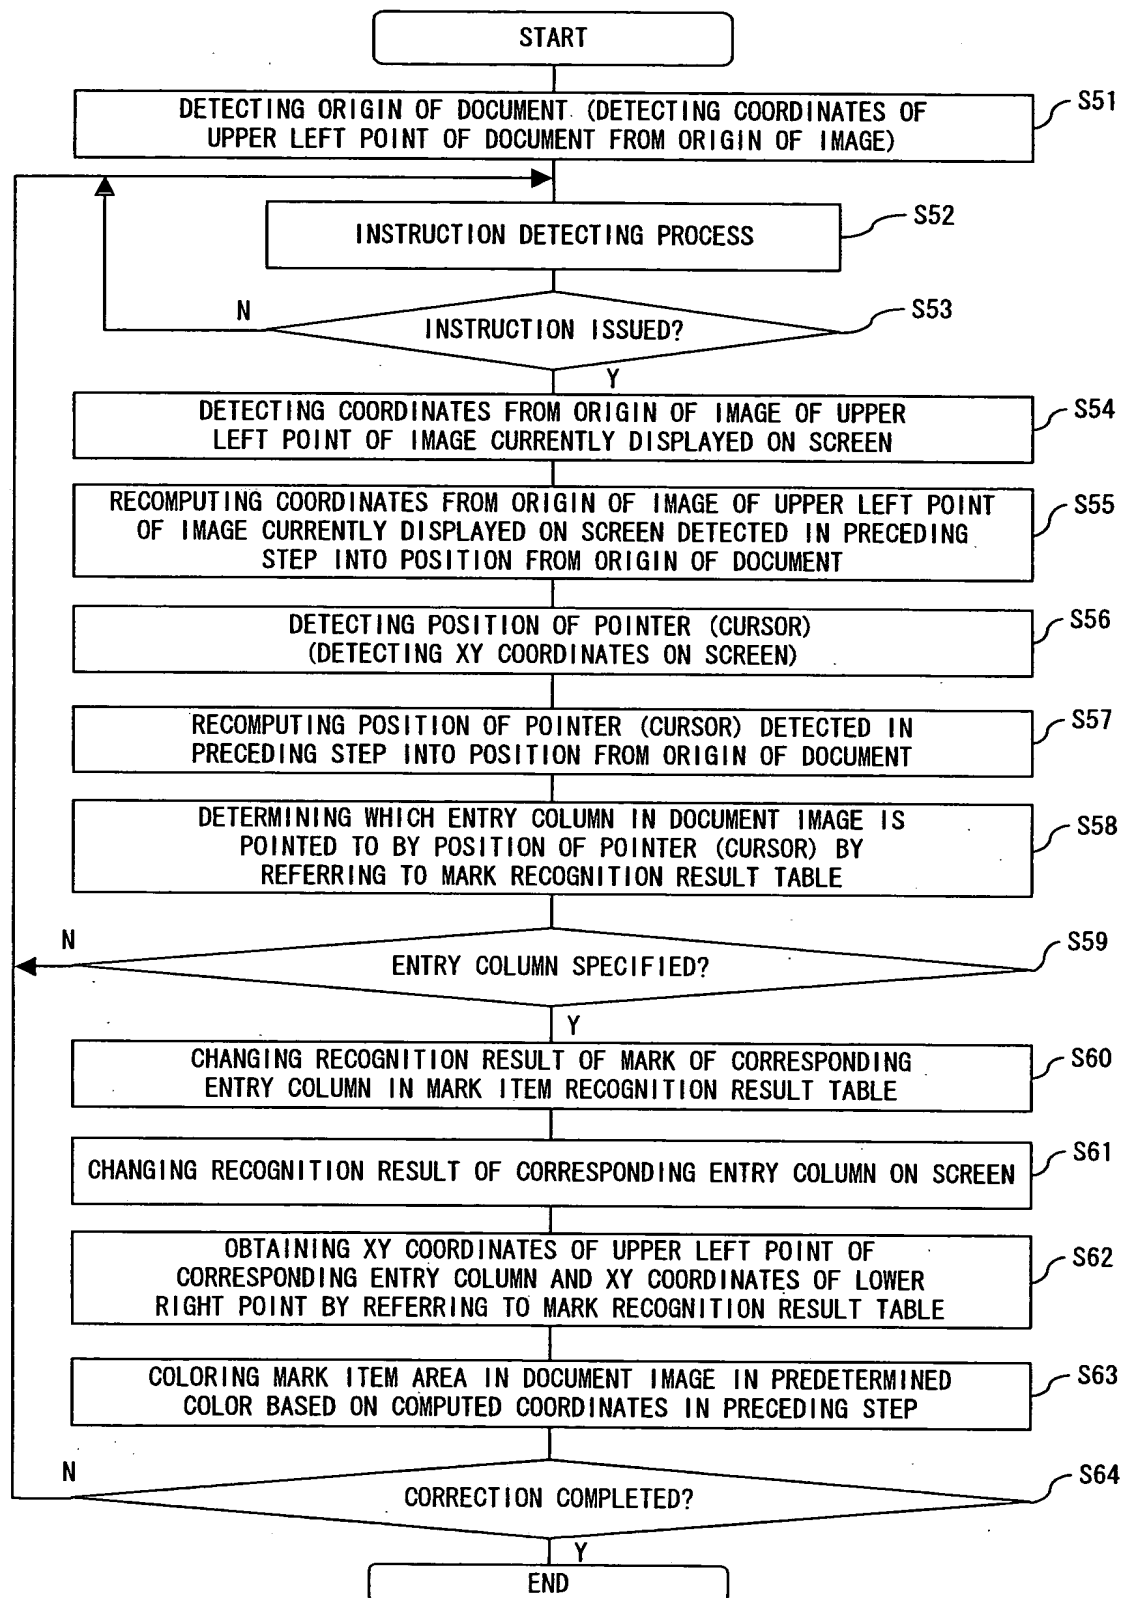 START
DETECTING ORIGIN OF DOCUMENT (DETECTING COORDINATES OF
UPPER LEFT POINT OF DOCUMENT FROM ORIGIN OF IMAGE)
S51
INSTRUCTION DETECTING PROCESS
S52
N
INSTRUCTION ISSUED?
S53
Y
DETECTING COORDINATES FROM ORIGIN OF IMAGE OF UPPER
LEFT POINT OF IMAGE CURRENTLY DISPLAYED ON SCREEN
S54
RECOMPUTING COORDINATES FROM ORIGIN OF IMAGE OF UPPER LEFT POINT
OF IMAGE CURRENTLY DISPLAYED ON SCREEN DETECTED IN PRECEDING
STEP INTO POSITION FROM ORIGIN OF DOCUMENT
S55
DETECTING POSITION OF POINTER (CURSOR)
(DETECTING XY COORDINATES ON SCREEN)
S56
RECOMPUTING POSITION OF POINTER (CURSOR) DETECTED IN
PRECEDING STEP INTO POSITION FROM ORIGIN OF DOCUMENT
S57
DETERMINING WHICH ENTRY COLUMN IN DOCUMENT IMAGE IS
POINTED TO BY POSITION OF POINTER (CURSOR) BY
REFERRING TO MARK RECOGNITION RESULT TABLE
S58
N
ENTRY COLUMN SPECIFIED?
S59
Y
CHANGING RECOGNITION RESULT OF MARK OF CORRESPONDING
ENTRY COLUMN IN MARK ITEM RECOGNITION RESULT TABLE
S60
CHANGING RECOGNITION RESULT OF CORRESPONDING ENTRY COLUMN ON SCREEN
S61
OBTAINING XY COORDINATES OF UPPER LEFT POINT OF
CORRESPONDING ENTRY COLUMN AND XY COORDINATES OF LOWER
RIGHT POINT BY REFERRING TO MARK RECOGNITION RESULT TABLE
S62
COLORING MARK ITEM AREA IN DOCUMENT IMAGE IN PREDETERMINED
COLOR BASED ON COMPUTED COORDINATES IN PRECEDING STEP
S63
N
CORRECTION COMPLETED?
S64
Y
END